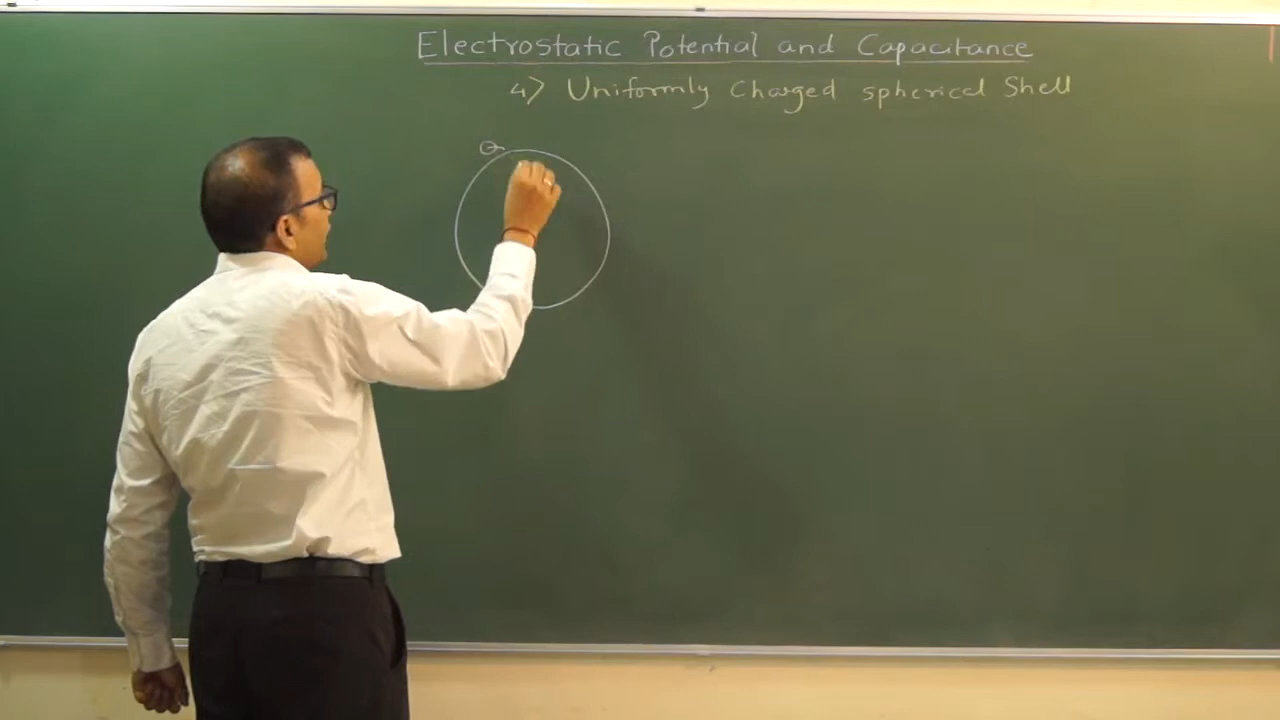 Electrostatic Potential and Capacitance
4) Uniformly Charged spherical Shell
Q